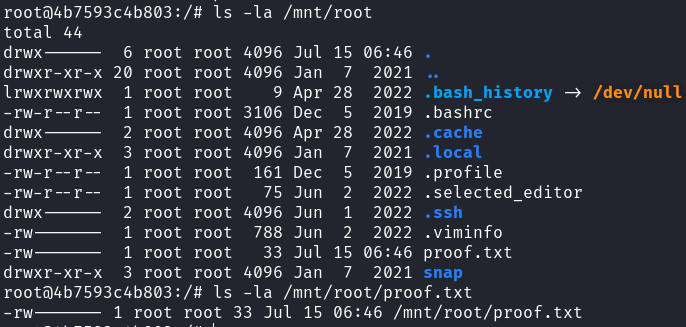 root@4b7593c4b803:/# ls -la /mnt/root
total 44
drwx------  6 root root 4096 Jul 15 06:46 .
drwxr-xr-x 20 root root 4096 Jan  7  2021 ..
lrwxrwxrwx  1 root root    9 Apr 28  2022 .bash_history -> /dev/null
-rw-r--r--  1 root root 3106 Dec  5  2019 .bashrc
drwx------  2 root root 4096 Apr 28  2022 .cache
drwxr-xr-x  3 root root 4096 Jan  7  2021 .local
-rw-r--r--  1 root root  161 Dec  5  2019 .profile
-rw-r--r--  1 root root   75 Jun  2  2022 .selected_editor
drwx------  2 root root 4096 Jun  1  2022 .ssh
-rw-------  1 root root  788 Jun  2  2022 .viminfo
-rw-------  1 root root   33 Jul 15 06:46 proof.txt
drwxr-xr-x  3 root root 4096 Jan  7  2021 snap
root@4b7593c4b803:/# ls -la /mnt/root/proof.txt
-rw------- 1 root root 33 Jul 15 06:46 /mnt/root/proof.txt